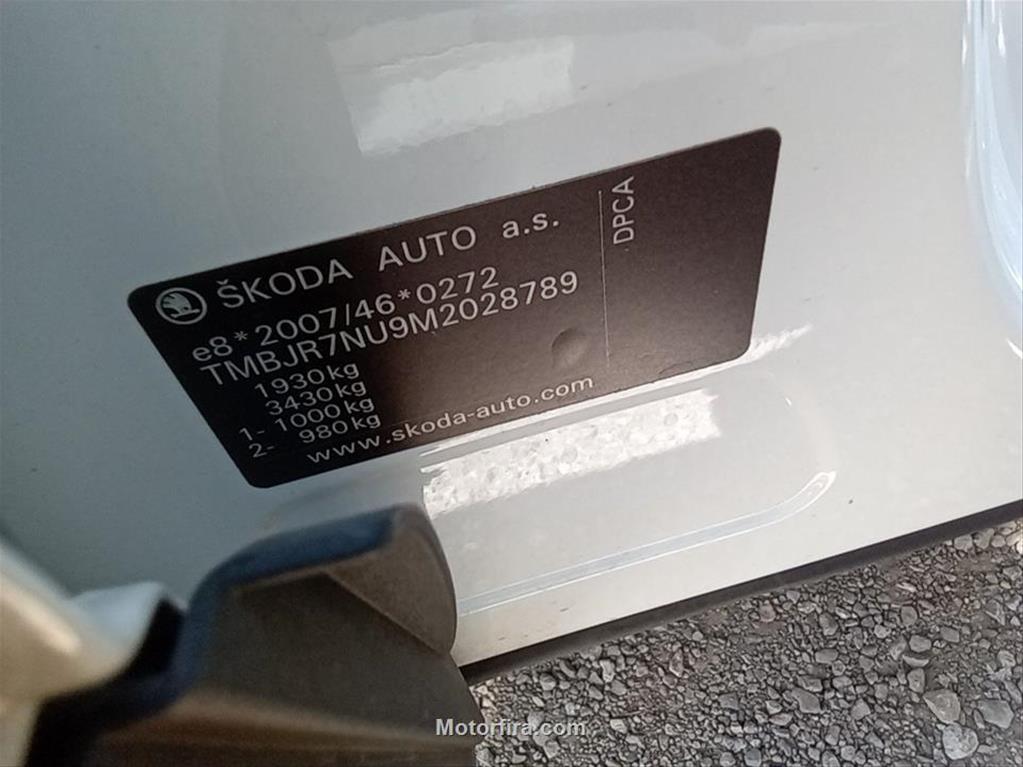 ŠKODA AUTO a.s.
e8*2007/46*0272
TMBJR7NU9M2028789
1930kg
3430kg
1- 1000kg
2- 980kg
www.skoda-auto.com
DPCA
Motorfira.com